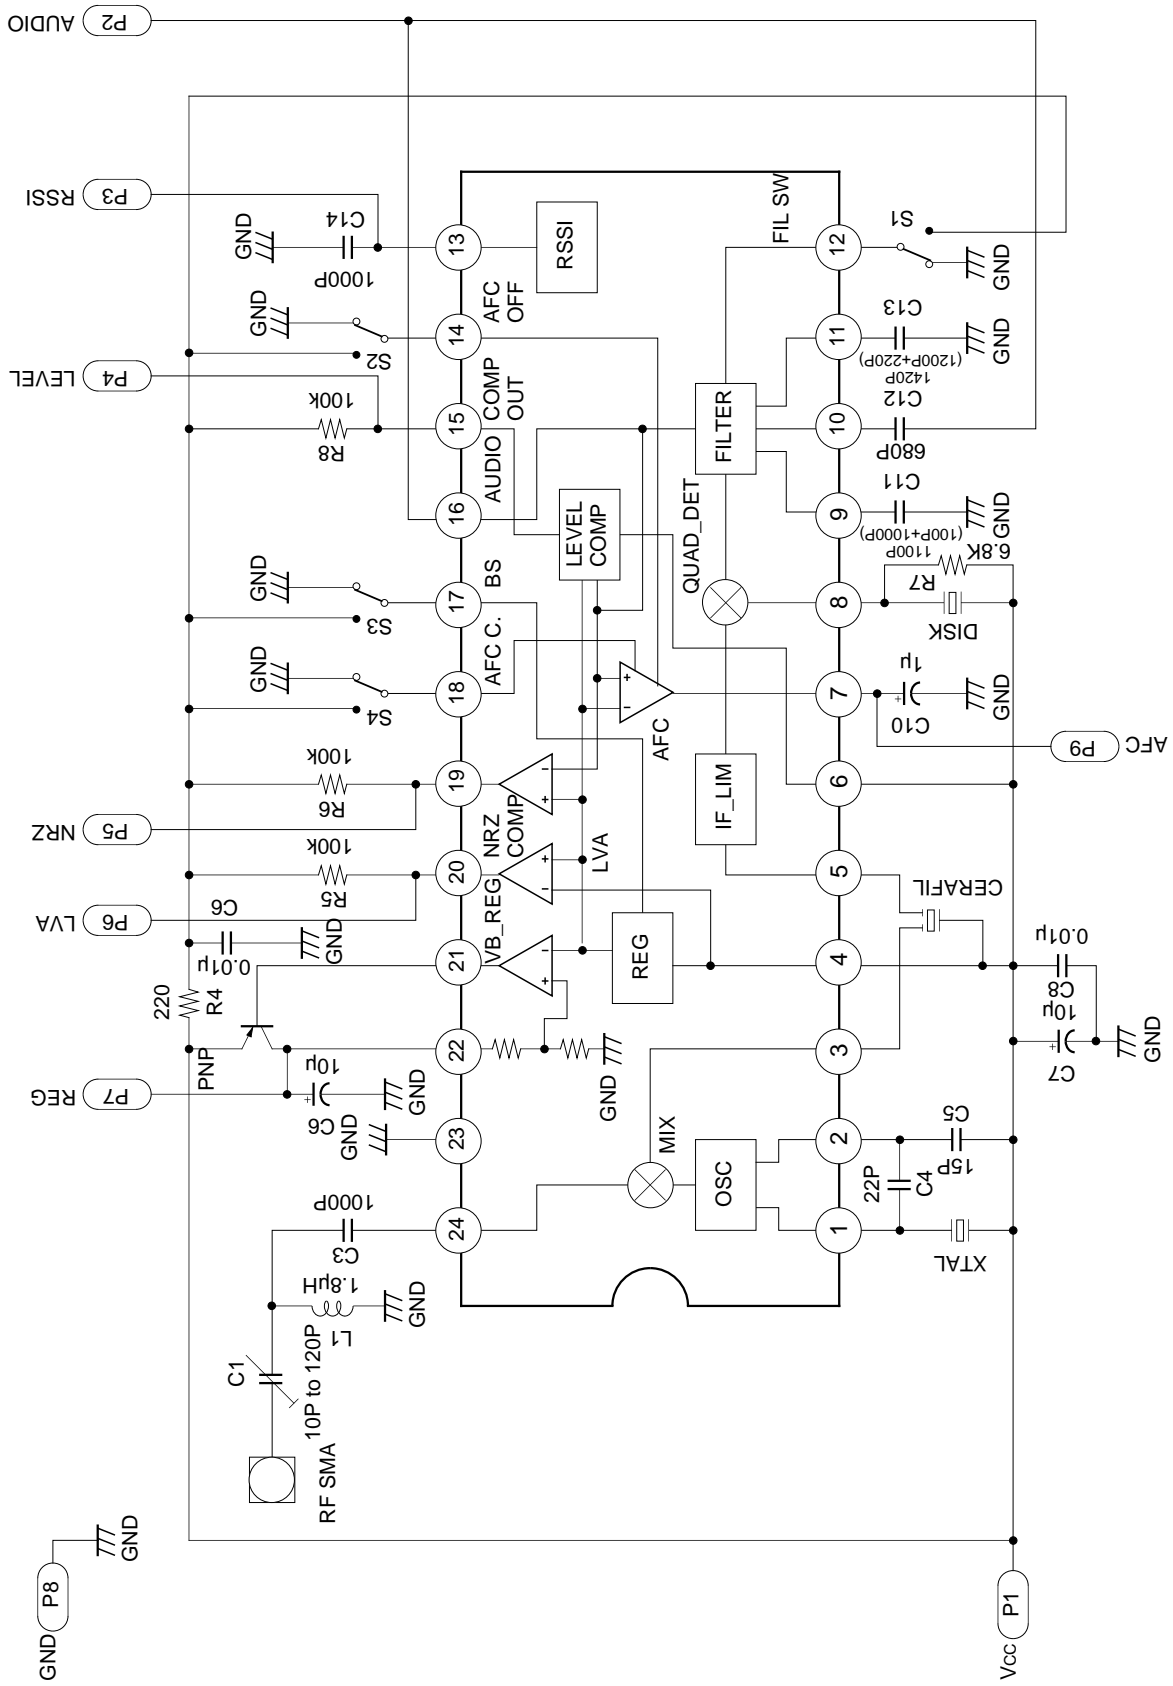 AUDIO
P2
RSSI
P3
GND
C14
1000P
13
RSSI
GND
S2
14
AFC
OFF
LEVEL
P4
100k
R8
15
COMP
OUT
AUDIO
16
GND
S3
17
BS
GND
S4
18
AFC C.
100k
R6
19
NRZ
P5
NRZ
COMP
100k
R5
20
LVA
P6
C6
0.01µ
GND
21
VB_REG
220
R4
PNP
22
REG
P7
10µ
C6
GND
GND
23
1000P
C3
24
1.8µH
L1
GND
C1
10P to 120P
RF SMA
GND
P8
GND
LEVEL
COMP
+
-
AFC
-
+
LVA
+
-
-
+
REG
GND
MIX
OSC
IF_LIM
QUAD_DET
FILTER
FIL SW
12
S1
GND
11
C13
(1200P+220P)
1420P
GND
10
C12
680P
9
C11
(100P+1000P)
1100P
GND
8
6.8K
R7
DISK
7
1µ
+
C10
GND
P9
AFC
6
5
CERAFIL
4
0.01µ
C8
10µ
+
C7
GND
3
2
C5
15P
22P
C4
1
XTAL
Vcc
P1